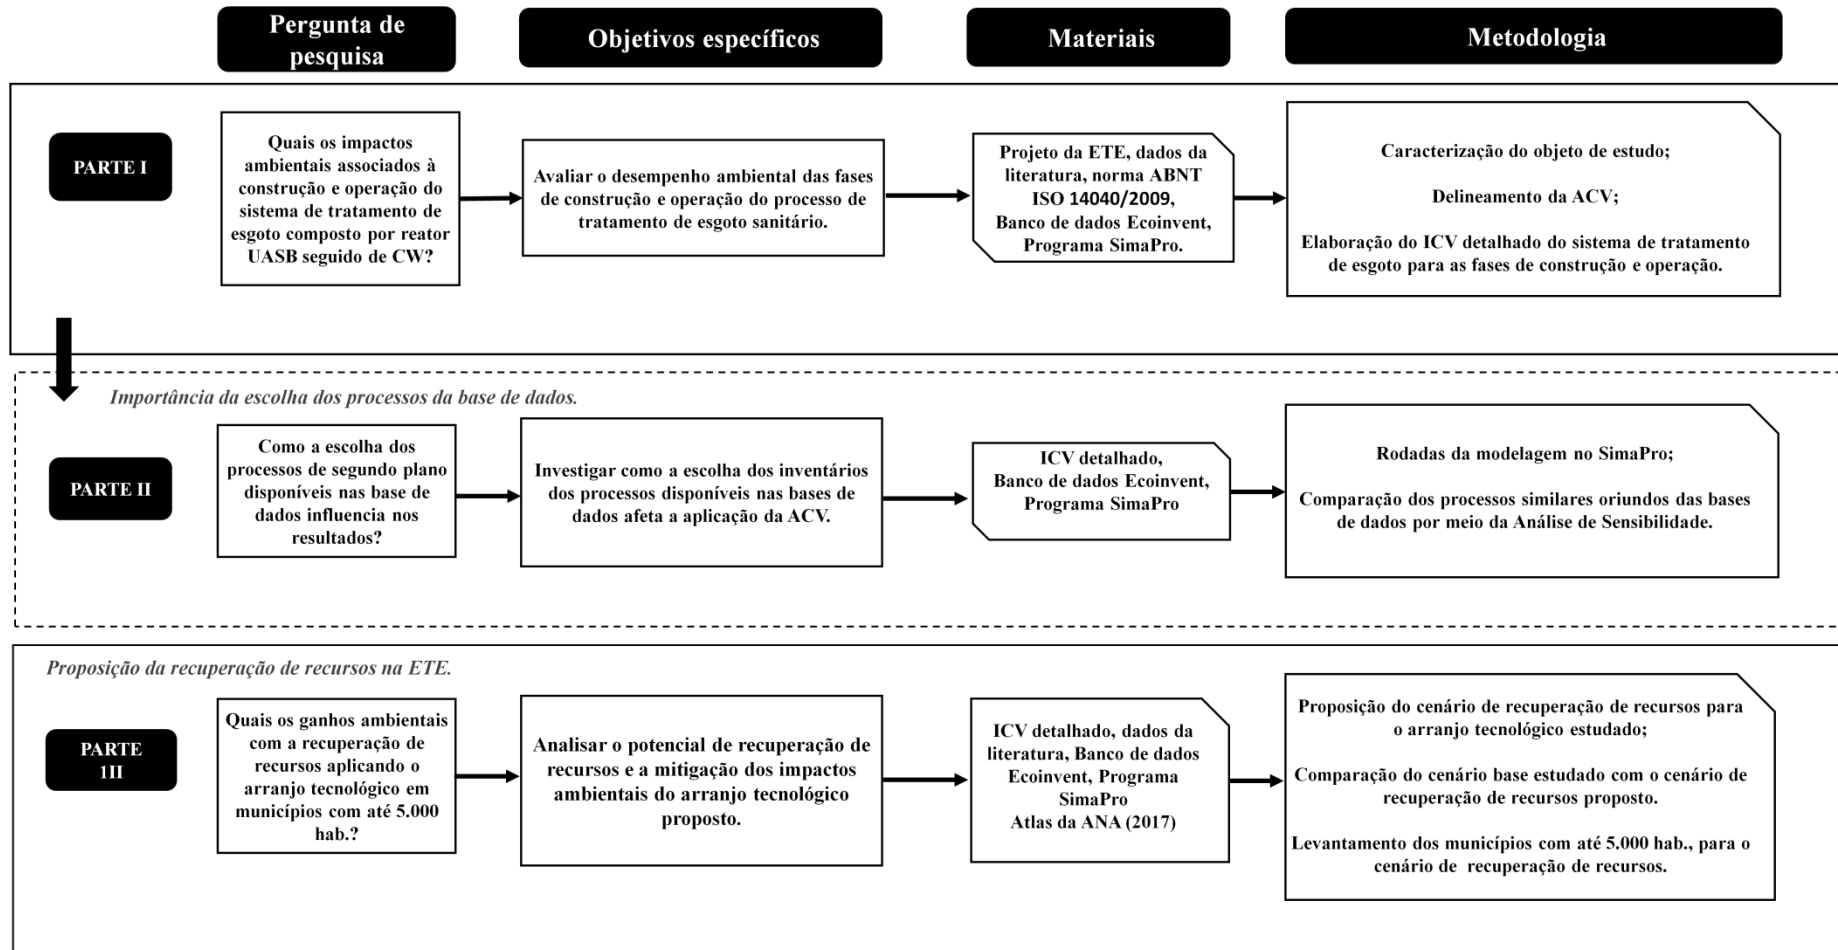 Pergunta de
pesquisa
Objetivos específicos
Materiais
Metodologia
PARTE I
Quais os impactos
ambientais associados à
construção e operação do
sistema de tratamento de
esgoto composto por reator
UASB seguido de CW?
Avaliar o desempenho ambiental das fases
de construção e operação do processo de
tratamento de esgoto sanitário.
Projeto da ETE, dados da
literatura, norma ABNT
ISO 14040/2009,
Banco de dados Ecoinvent,
Programa SimaPro.
Caracterização do objeto de estudo;
Delineamento da ACV;
Elaboração do ICV detalhado do sistema de tratamento
de esgoto para as fases de construção e operação.
Importância da escolha dos processos da base de dados.
PARTE II
Como a escolha dos
processos de segundo plano
disponíveis nas base de
dados influencia nos
resultados?
Investigar como a escolha dos inventários
dos processos disponíveis nas bases de
dados afeta a aplicação da ACV.
ICV detalhado,
Banco de dados Ecoinvent,
Programa SimaPro
Rodadas da modelagem no SimaPro;
Comparação dos processos similares oriundos das bases
de dados por meio da Análise de Sensibilidade.
Proposição da recuperação de recursos na ETE.
PARTE
1II
Quais os ganhos ambientais
com a recuperação de
recursos aplicando o
arranjo tecnológico em
municípios com até 5.000
hab.?
Analisar o potencial de recuperação de
recursos e a mitigação dos impactos
ambientais do arranjo tecnológico
proposto.
ICV detalhado, dados da
literatura, Banco de dados
Ecoinvent, Programa
SimaPro
Atlas da ANA (2017)
Proposição do cenário de recuperação de recursos para
o arranjo tecnológico estudado;
Comparação do cenário base estudado com o cenário de
recuperação de recursos proposto.
Levantamento dos municípios com até 5.000 hab., para o
cenário de recuperação de recursos.